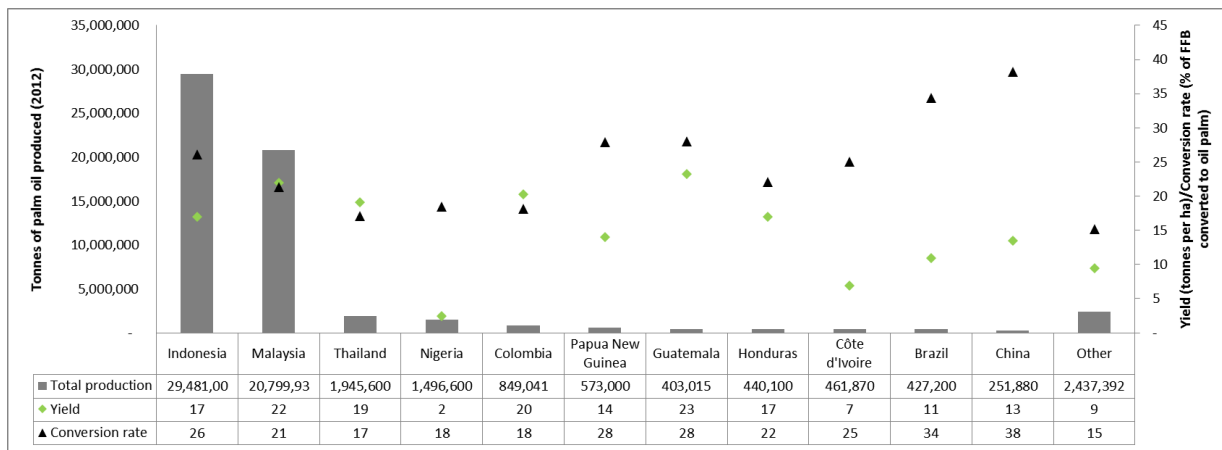 Tonnes of palm oil produced (2012)
35,000,000
30,000,000
25,000,000
20,000,000
15,000,000
10,000,000
5,000,000
-
45
40
35
30
25
20
15
10
5
-
Yield (tonnes per ha)/Conversion rate (% of FFB
converted to oil palm)
Indonesia Malaysia Thailand Nigeria Colombia Papua New Guinea Guatemala Honduras Côte d'Ivoire Brazil China Other
Total production 29,481,00 20,799,93 1,945,600 1,496,600 849,041 573,000 403,015 440,100 461,870 427,200 251,880 2,437,392
Yield 17 22 19 2 20 14 23 17 7 11 13 9
Conversion rate 26 21 17 18 18 28 28 22 25 34 38 15